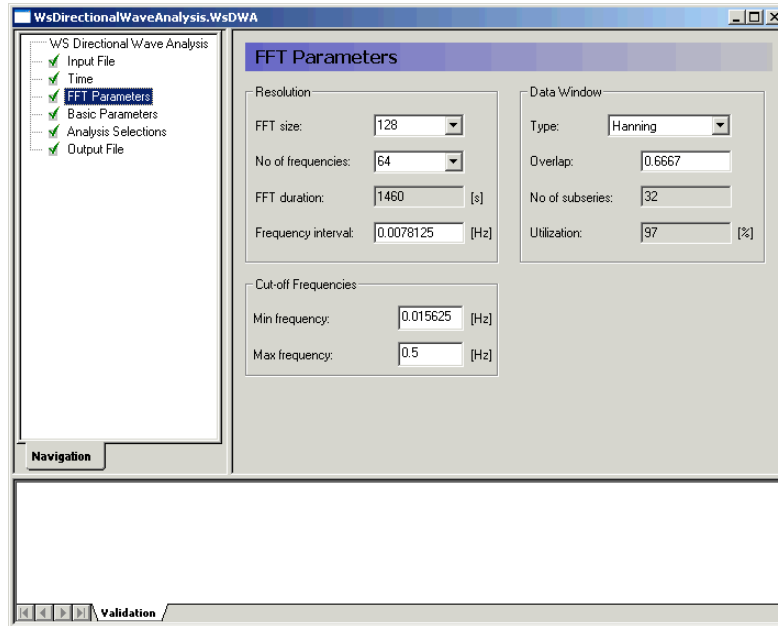 WsDirectionalWaveAnalysis.WsDWA
WS Directional Wave Analysis
Input File
Time
FFT Parameters
Basic Parameters
Analysis Selections
Output File
Navigation
FFT Parameters
Resolution
FFT size: 128
No of frequencies: 64
FFT duration: 1460 [s]
Frequency interval: 0.0078125 [Hz]
Data Window
Type: Hanning
Overlap: 0.6667
No of subseries: 32
Utilization: 97 [%]
Cut-off Frequencies
Min frequency: 0.015625 [Hz]
Max frequency: 0.5 [Hz]
Validation